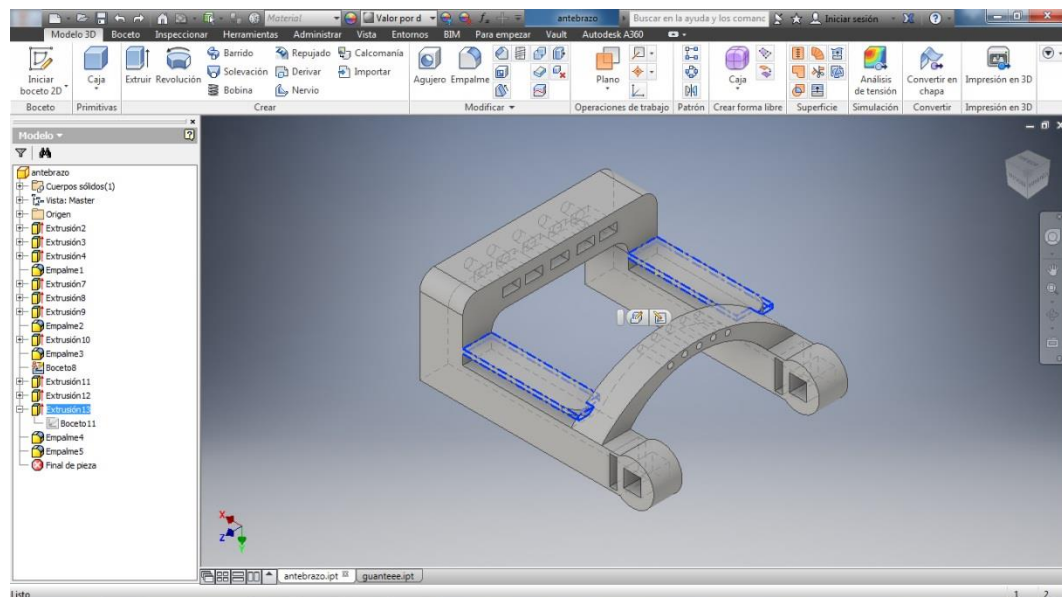 Material Valor por d antebrazo Buscar en la ayuda y los comanc Iniciar sesión
Modelo 3D Boceto Inspeccionar Herramientas Administrar Vista Entornos BIM Para empezar Vault Autodesk A360
Iniciar boceto 2D
Caja
Extruir Revolución
Barrido
Solevación
Bobina
Repujado
Derivar
Nervio
Calcomanía
Importar
Agujero Empalme
Plano
Caja
Análisis de tensión
Convertir en chapa
Impresión en 3D
Boceto Primitivas Crear Modificar Operaciones de trabajo Patrón Crear forma libre Superficie Simulación Convertir Impresión en 3D
Modelo
antebrazo
Cuerpos sólidos(1)
Vista: Master
Origen
Extrusión2
Extrusión3
Extrusión4
Empalme1
Extrusión7
Extrusión8
Extrusión9
Empalme2
Extrusión10
Empalme3
Boceto8
Extrusión11
Extrusión12
Extrusión13
Boceto11
Empalme4
Empalme5
Final de pieza
X
Z
Y
antebrazo.ipt guanteee.ipt
Listo 1 2